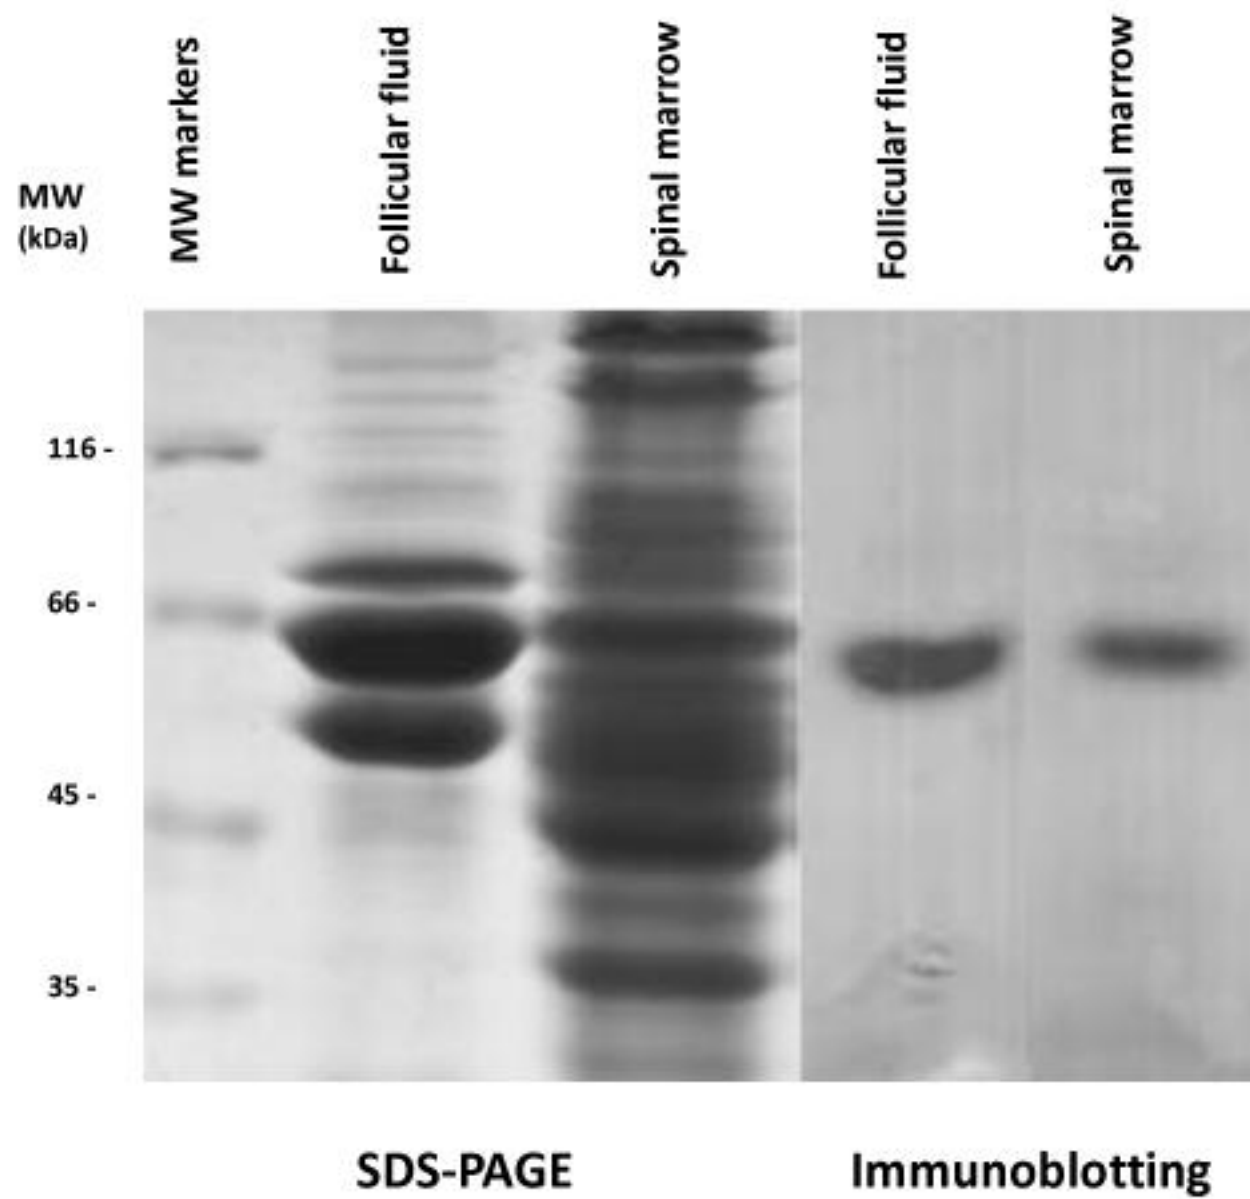 MW markers
Follicular fluid
Spinal marrow
Follicular fluid
Spinal marrow
MW
(kDa)
116 -
66 -
45 -
35 -
SDS-PAGE
Immunoblotting